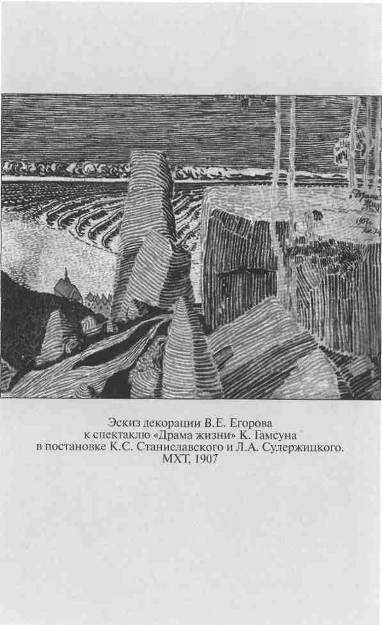 Эскиз декорации В.Е. Егорова
к спектаклю «Драма жизни» К. Гамсуна
в постановке К.С. Станиславского и Л.А. Сулержицкого.
МХТ, 1907